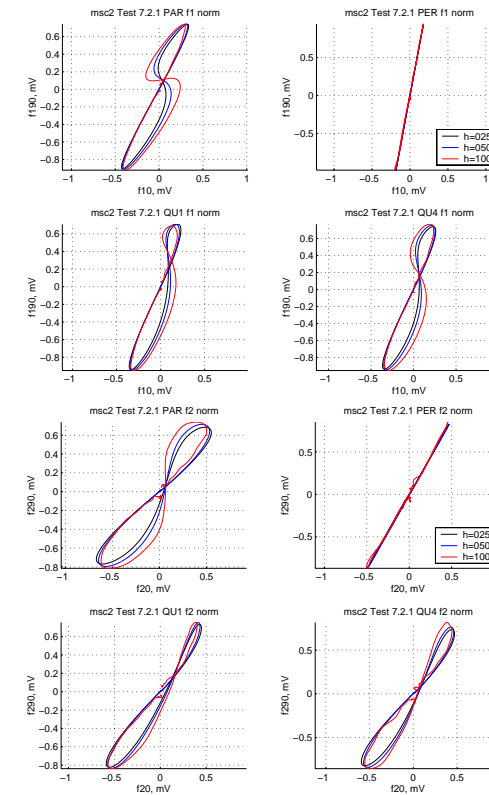 msc2 Test 7.2.1 PAR f1 norm
0.6
0.4
0.2
0
−0.2
−0.4
−0.6
−0.8
f190, mV
−1
−0.5
0
0.5
1
f10, mV
msc2 Test 7.2.1 PER f1 norm
0.5
0
−0.5
f190, mV
−1
−0.5
0
0.5
1
f10, mV
h=025
h=050
h=100
msc2 Test 7.2.1 QU1 f1 norm
0.6
0.4
0.2
0
−0.2
−0.4
−0.6
−0.8
f190, mV
−1
−0.5
0
0.5
f10, mV
msc2 Test 7.2.1 QU4 f1 norm
0.6
0.4
0.2
0
−0.2
−0.4
−0.6
−0.8
f190, mV
−1
−0.5
0
0.5
f10, mV
msc2 Test 7.2.1 PAR f2 norm
0.6
0.4
0.2
0
−0.2
−0.4
−0.6
−0.8
f290, mV
−1
−0.5
0
0.5
f20, mV
msc2 Test 7.2.1 PER f2 norm
0.5
0
−0.5
f290, mV
−1
−0.5
0
0.5
f20, mV
h=025
h=050
h=100
msc2 Test 7.2.1 QU1 f2 norm
0.6
0.4
0.2
0
−0.2
−0.4
−0.6
−0.8
f290, mV
−1
−0.5
0
0.5
f20, mV
msc2 Test 7.2.1 QU4 f2 norm
0.5
0
−0.5
f290, mV
−1
−0.5
0
0.5
f20, mV